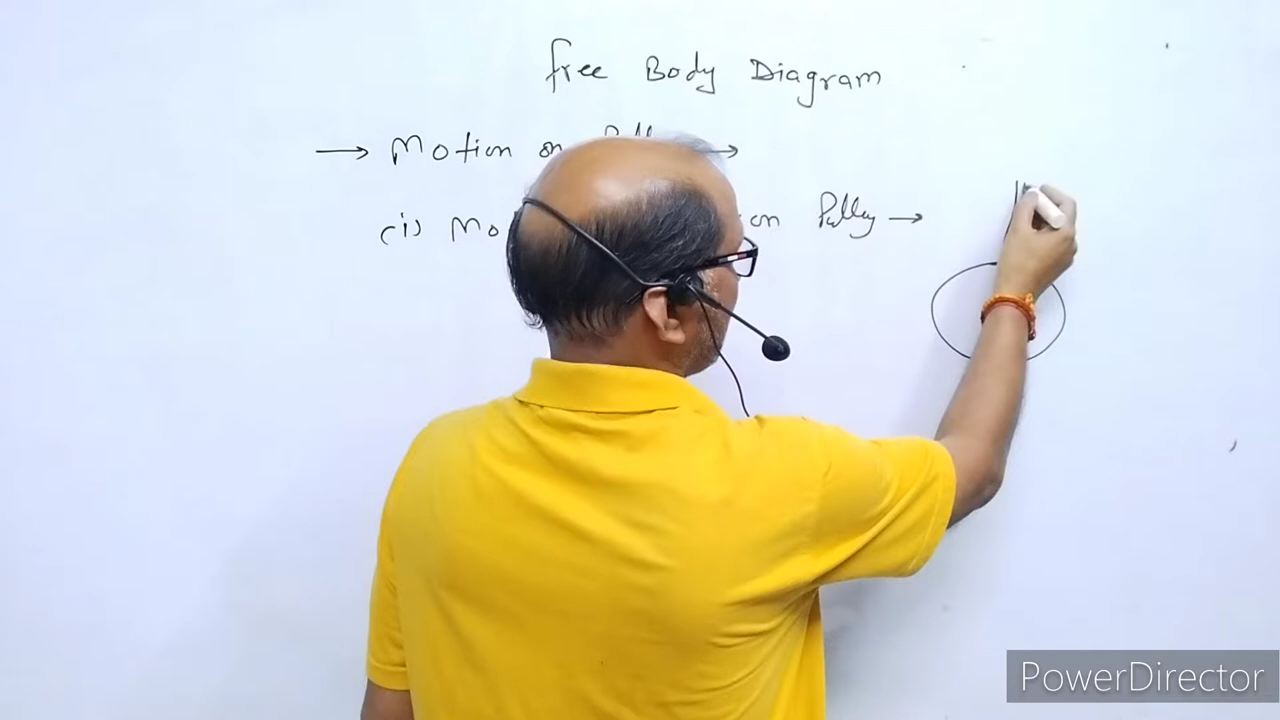 free Body Diagram
→ Motion on →
(i) Mo on Pulley →
PowerDirector